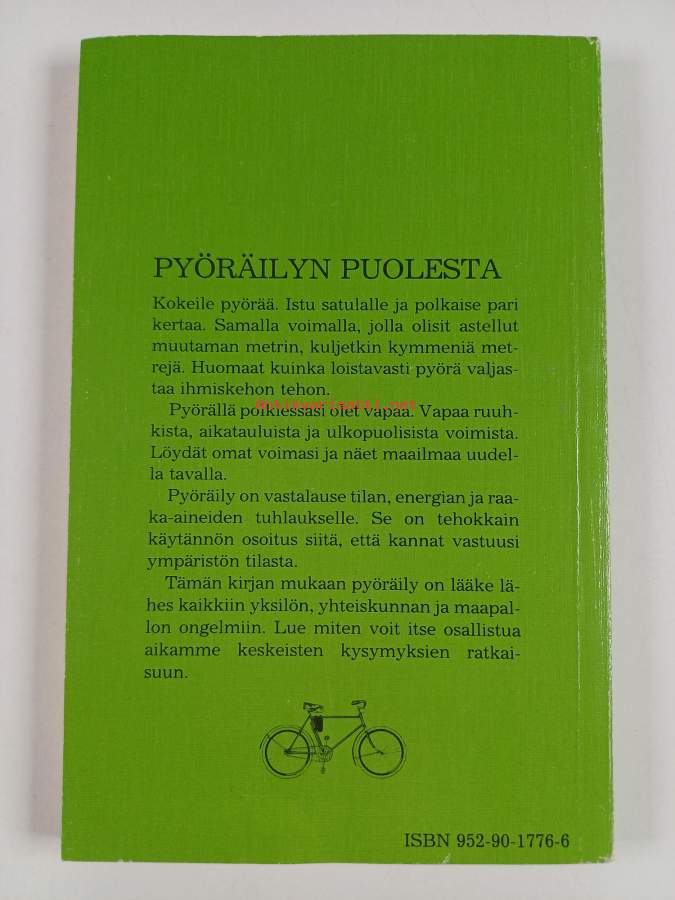 PYÖRÄILYN PUOLESTA
Kokeile pyörää. Istu satulalle ja polkaise pari
kertaa. Samalla voimalla, jolla olisit astellut
muutaman metrin, kuljetkin kymmeniä met-
rejä. Huomaat kuinka loistavasti pyörä valjas-
taa ihmiskehon tehon.
Antikvariaatti.net
Pyörällä polkiessasi olet vapaa. Vapaa ruuh-
kista, aikatauluista ja ulkopuolisista voimista.
Löydät omat voimasi ja näet maailmaa uudel-
la tavalla.
Pyöräily on vastalause tilan, energian ja raa-
ka-aineiden tuhlaukselle. Se on tehokkain
käytännön osoitus siitä, että kannat vastuusi
ympäristön tilasta.
Tämän kirjan mukaan pyöräily on lääke lä-
hes kaikkiin yksilön, yhteiskunnan ja maapal-
lon ongelmiin. Lue miten voit itse osallistua
aikamme keskeisten kysymyksien ratkai-
suun.
ISBN 952-90-1776-6